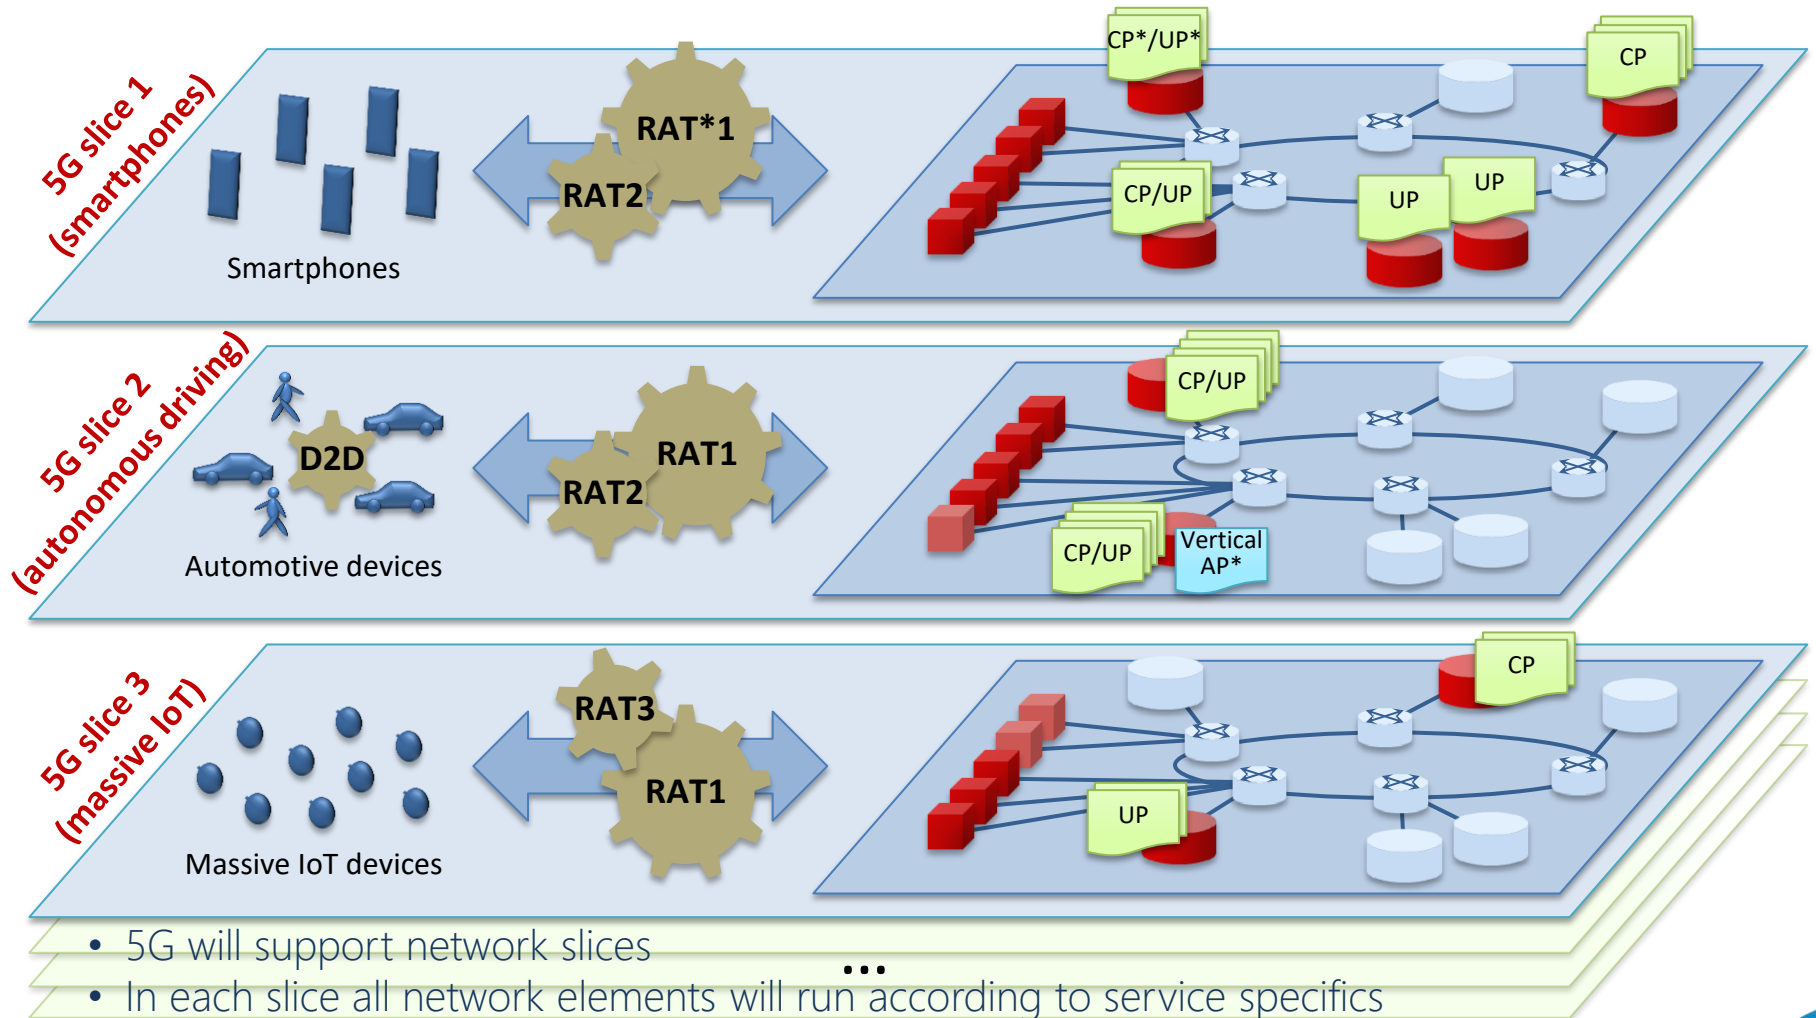 5G slice 1
(smartphones)
Smartphones
RAT*1
RAT2
CP*/UP*
CP
CP/UP
UP
UP
5G slice 2
(autonomous driving)
D2D
Automotive devices
RAT1
RAT2
CP/UP
CP/UP
Vertical
AP*
5G slice 3
(massive IoT)
Massive IoT devices
RAT3
RAT1
CP
UP
• 5G will support network slices
...
• In each slice all network elements will run according to service specifics